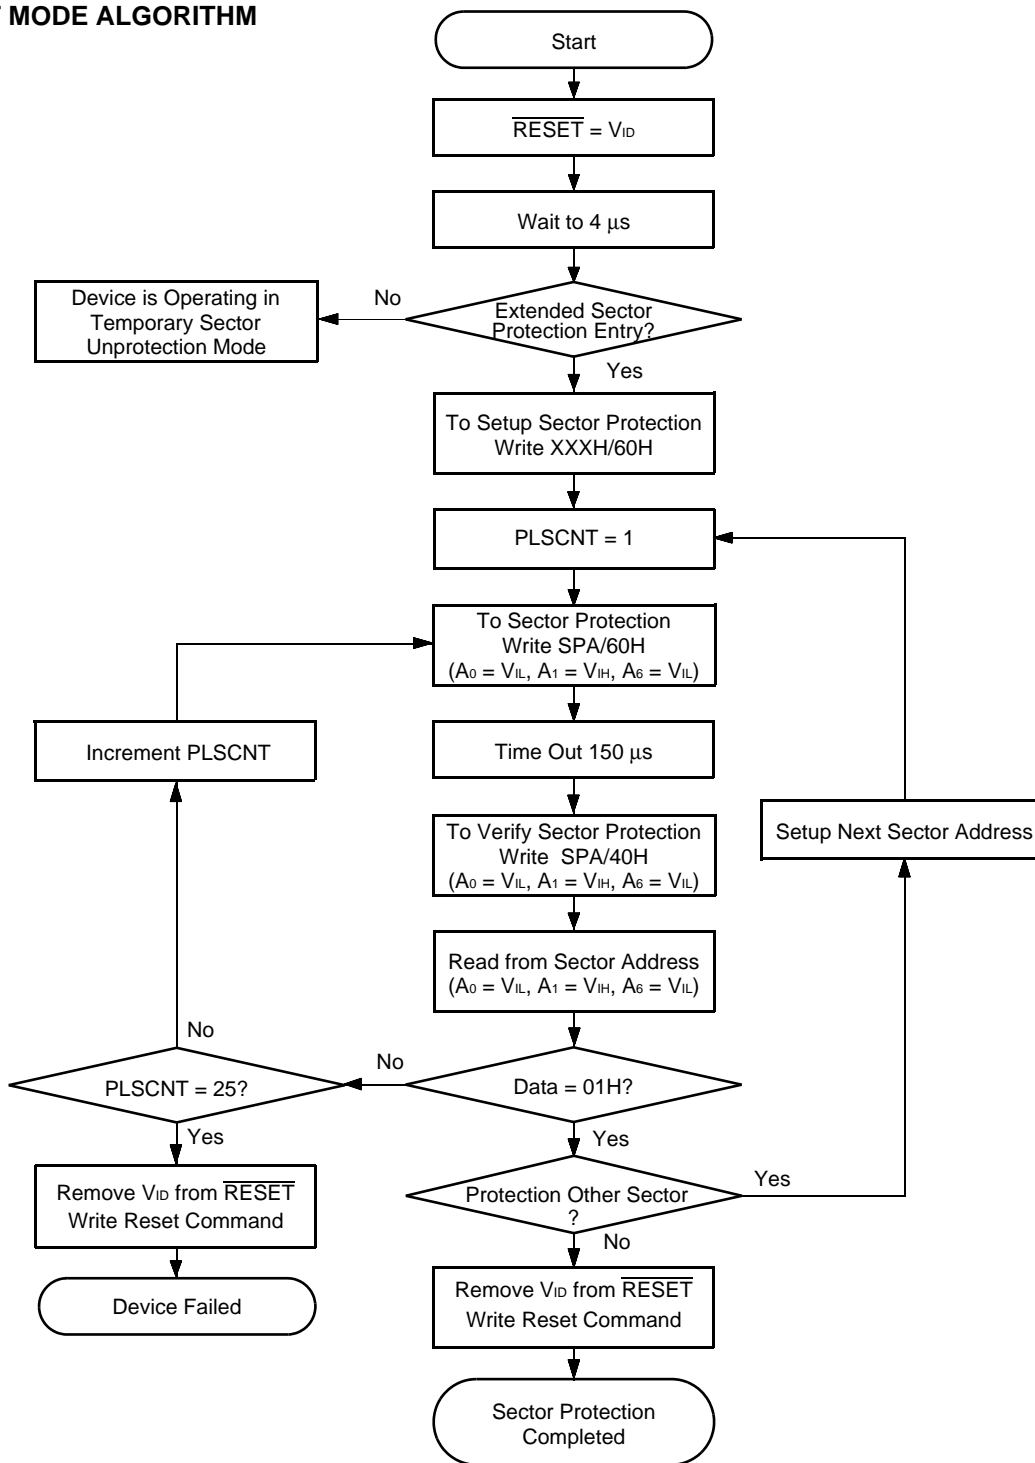 MODE ALGORITHM
Start
RESET = VID
Wait to 4 μs
No
Device is Operating in
Temporary Sector
Unprotection Mode
Extended Sector
Protection Entry?
Yes
To Setup Sector Protection
Write XXXH/60H
PLSCNT = 1
To Sector Protection
Write SPA/60H
(A0 = VIL, A1 = VIH, A6 = VIL)
Increment PLSCNT
Time Out 150 μs
To Verify Sector Protection
Write SPA/40H
(A0 = VIL, A1 = VIH, A6 = VIL)
Setup Next Sector Address
Read from Sector Address
(A0 = VIL, A1 = VIH, A6 = VIL)
No
No
PLSCNT = 25?
Data = 01H?
Yes
Yes
Remove VID from RESET
Write Reset Command
Protection Other Sector
?
Yes
No
Device Failed
Remove VID from RESET
Write Reset Command
Sector Protection
Completed